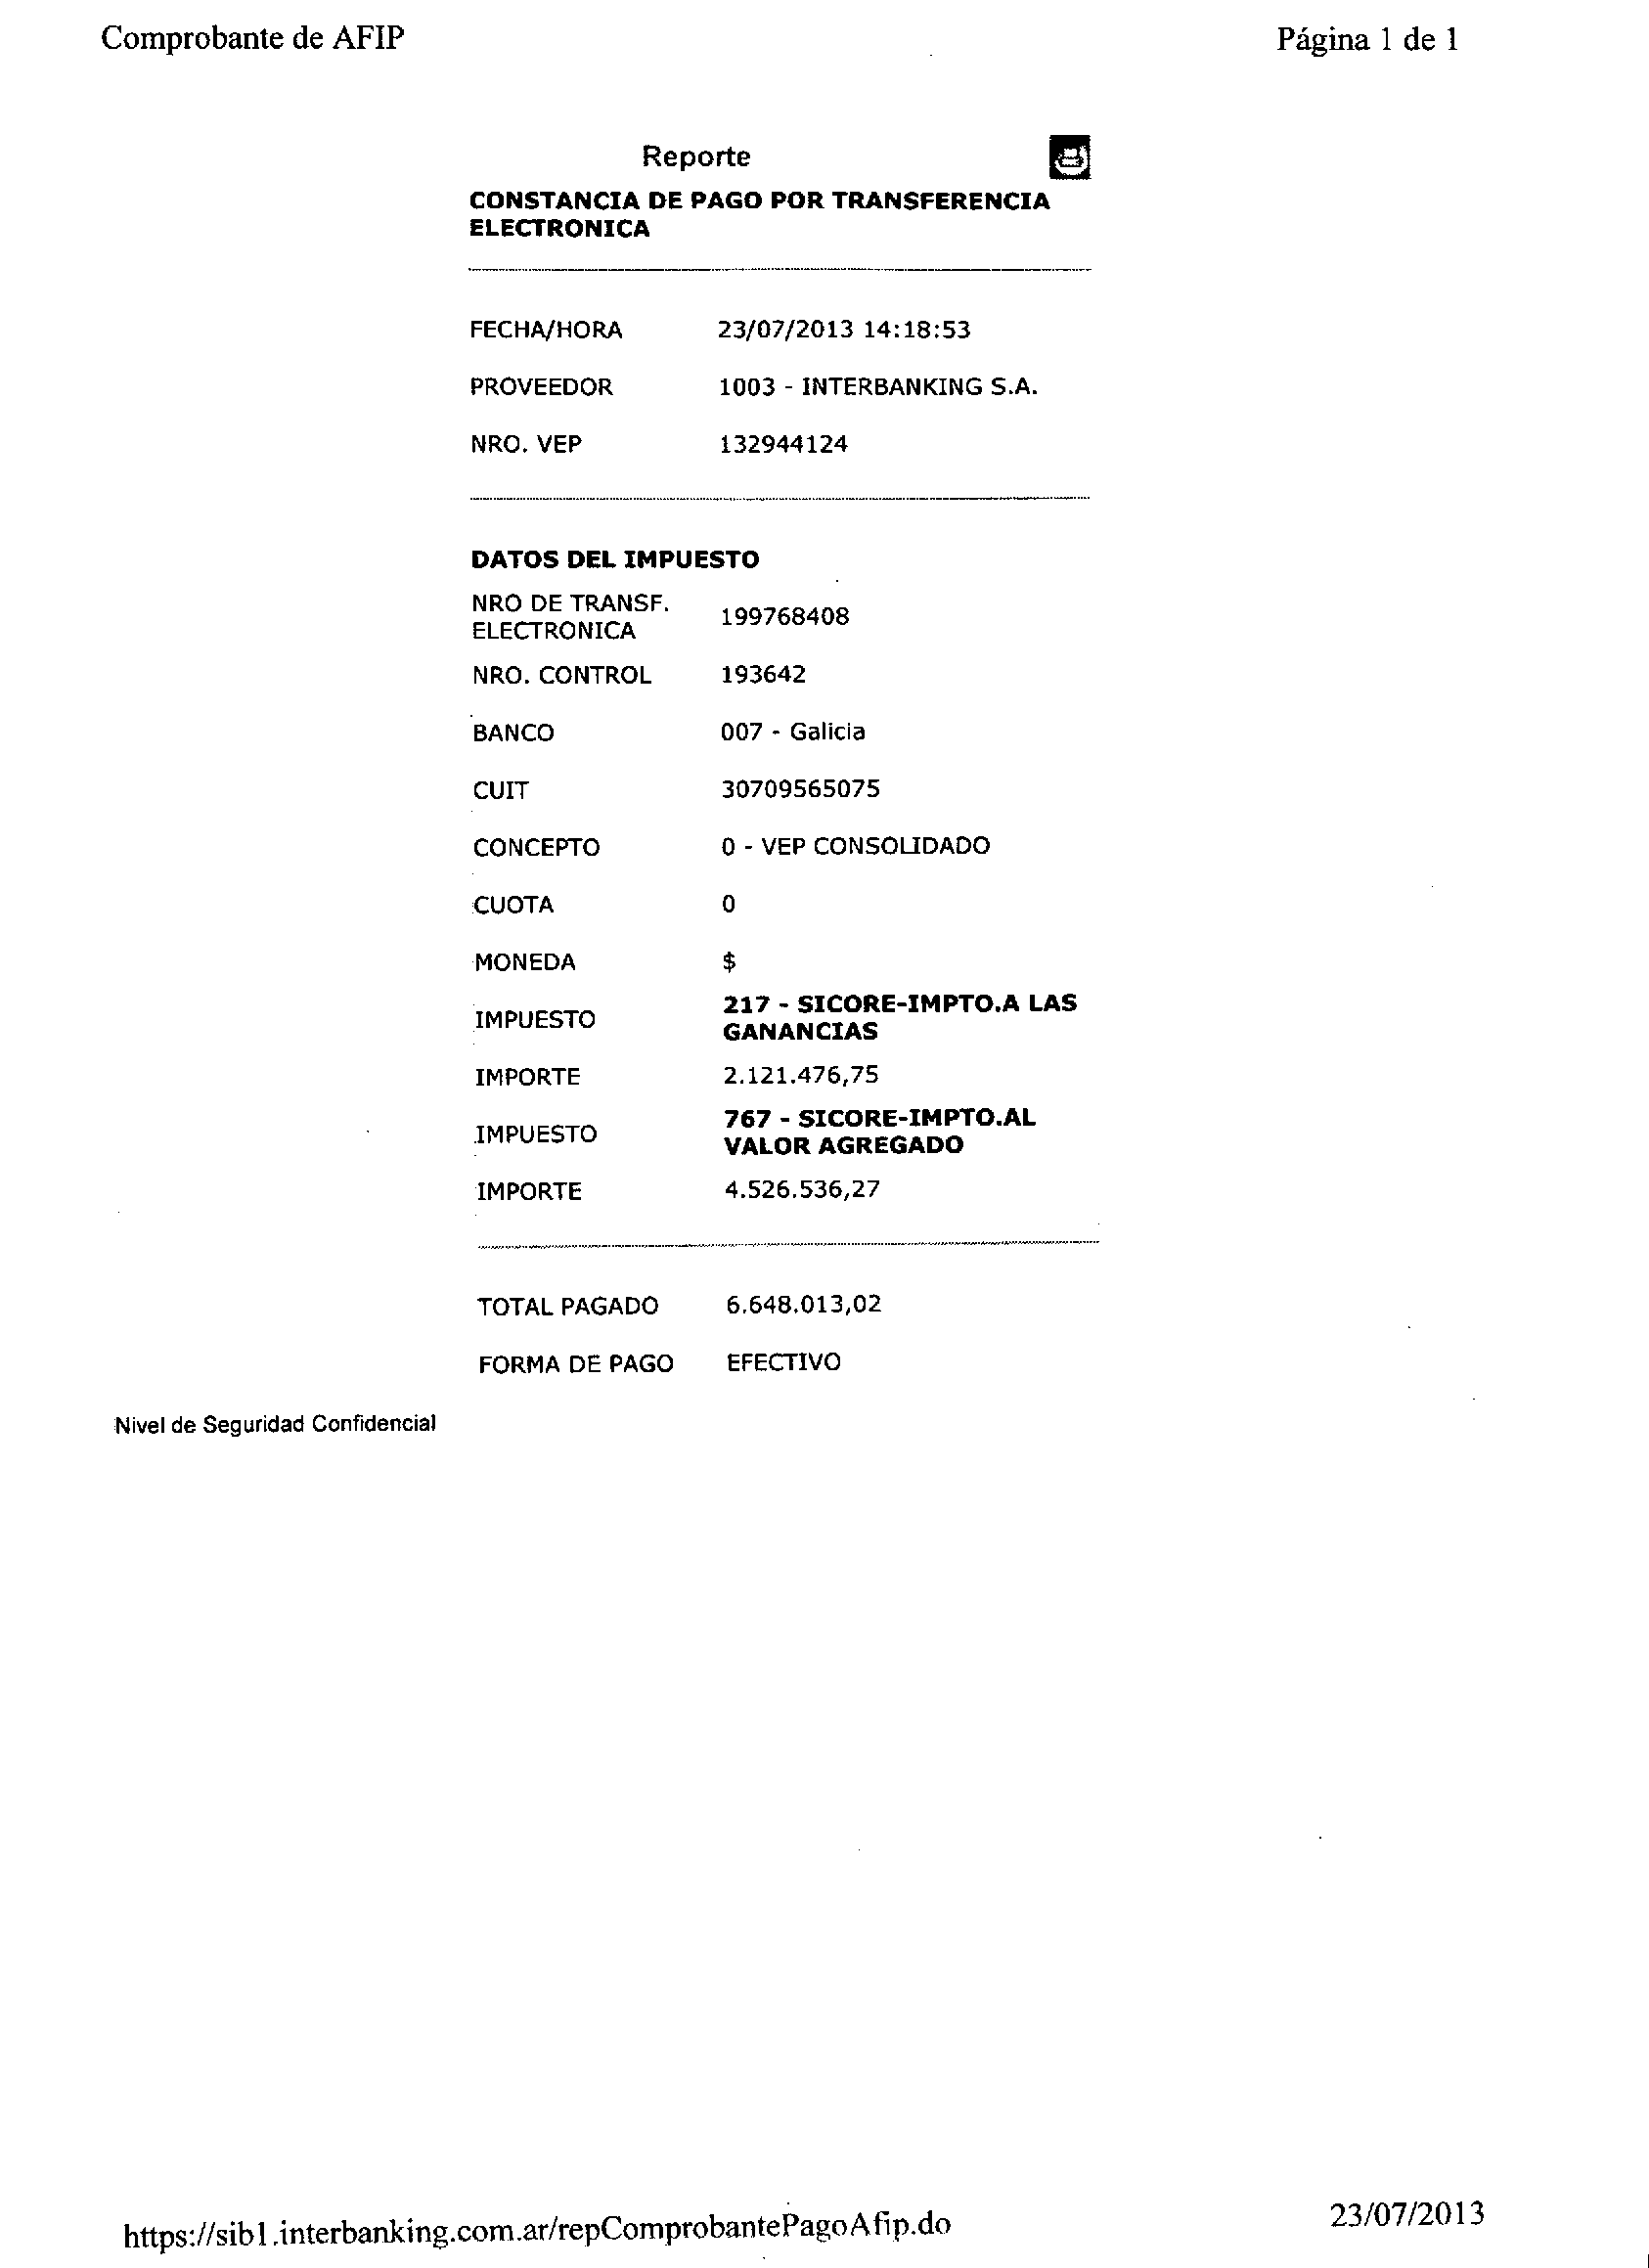 Comprobante de AFIP
Página 1 de 1
Reporte
CONSTANCIA DE PAGO POR TRANSFERENCIA
ELECTRONICA
FECHA/HORA 23/07/2013 14:18:53
PROVEEDOR 1003 - INTERBANKING S.A.
NRO. VEP 132944124
DATOS DEL IMPUESTO
NRO DE TRANSF.
ELECTRONICA 199768408
NRO. CONTROL 193642
BANCO 007 - Galicia
CUIT 30709565075
CONCEPTO 0 - VEP CONSOLIDADO
CUOTA 0
MONEDA $
IMPUESTO 217 - SICORE-IMPTO.A LAS
GANANCIAS
IMPORTE 2.121.476,75
IMPUESTO 767 - SICORE-IMPTO.AL
VALOR AGREGADO
IMPORTE 4.526.536,27
TOTAL PAGADO 6.648.013,02
FORMA DE PAGO EFECTIVO
Nivel de Seguridad Confidencial
https://sib1.interbanking.com.ar/repComprobantePagoAfip.do
23/07/2013